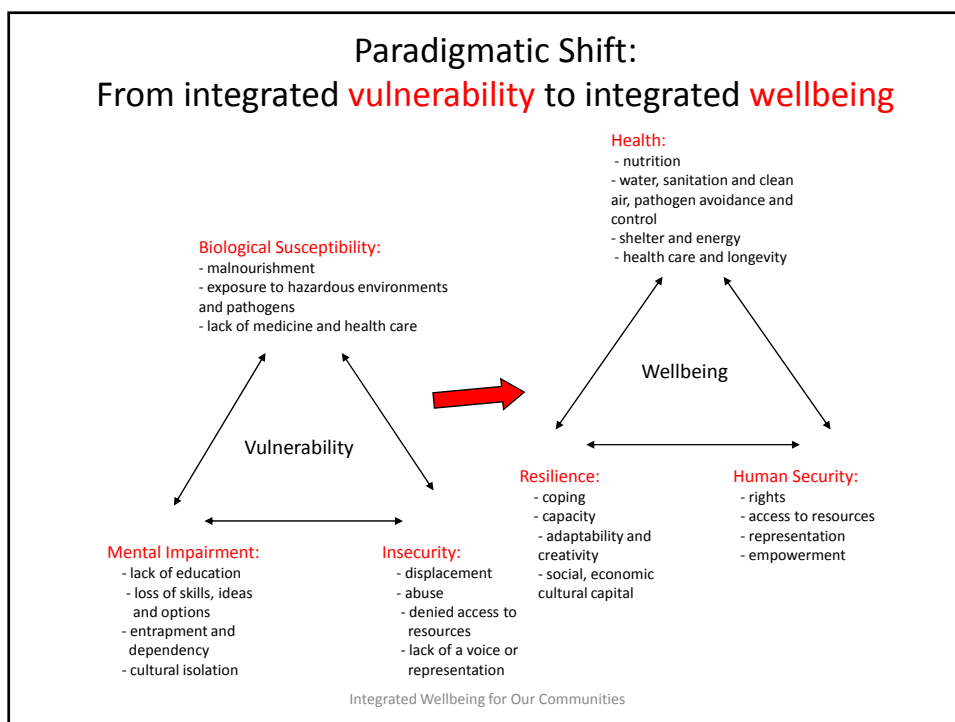 Paradigmatic Shift:
From integrated vulnerability to integrated wellbeing
Health:
- nutrition
- water, sanitation and clean
air, pathogen avoidance and
control
- shelter and energy
- health care and longevity
Biological Susceptibility:
- malnourishment
- exposure to hazardous environments
and pathogens
- lack of medicine and health care
Vulnerability
Wellbeing
Mental Impairment:
- lack of education
- loss of skills, ideas
and options
- entrapment and
dependency
- cultural isolation
Insecurity:
- displacement
- abuse
- denied access to
resources
- lack of a voice or
representation
Resilience:
- coping
- capacity
- adaptability and
creativity
- social, economic
cultural capital
Human Security:
- rights
- access to resources
- representation
- empowerment
Integrated Wellbeing for Our Communities